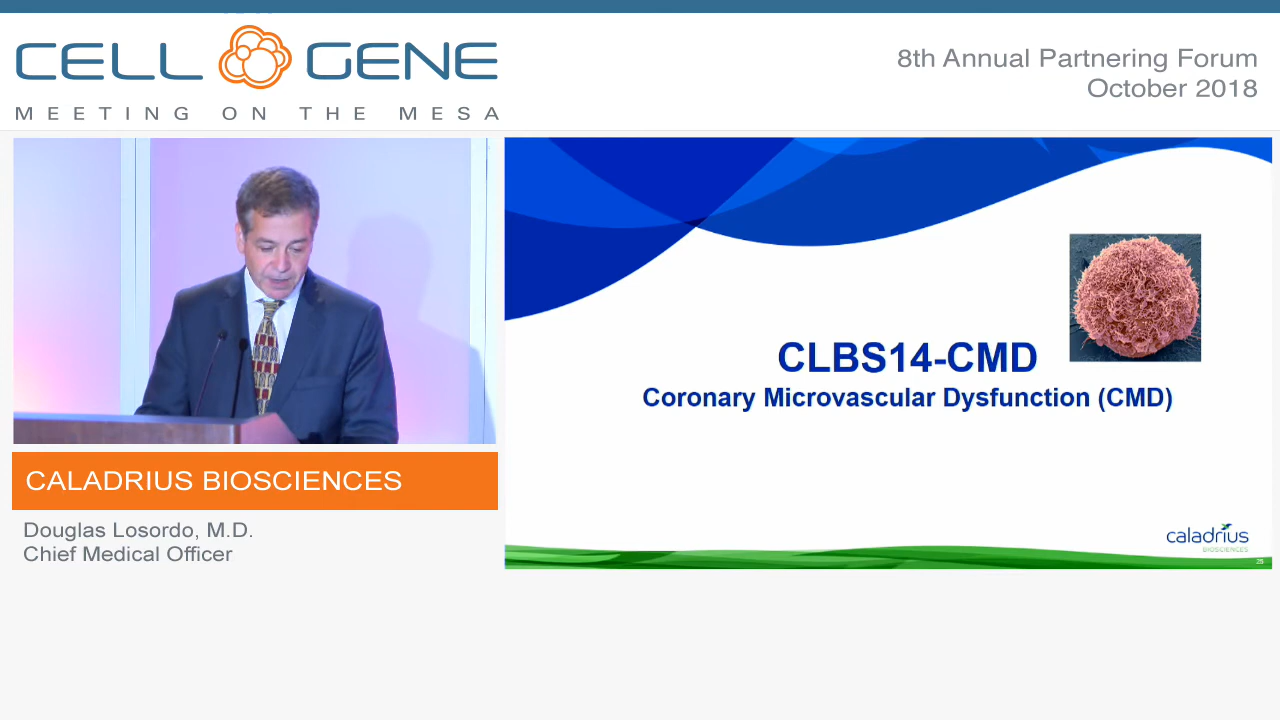 CELL GENE
MEETING ON THE MESA
8th Annual Partnering Forum
October 2018
CLBS14-CMD
Coronary Microvascular Dysfunction (CMD)
caladrius
BIOSCIENCES
25
CALADRIUS BIOSCIENCES
Douglas Losordo, M.D.
Chief Medical Officer